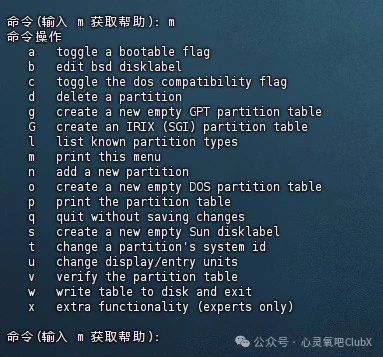 命令(输入 m 获取帮助): m
命令操作
a   toggle a bootable flag
b   edit bsd disklabel
c   toggle the dos compatibility flag
d   delete a partition
g   create a new empty GPT partition table
G   create an IRIX (SGI) partition table
l   list known partition types
m   print this menu
n   add a new partition
o   create a new empty DOS partition table
p   print the partition table
q   quit without saving changes
s   create a new empty Sun disklabel
t   change a partition's system id
u   change display/entry units
v   verify the partition table
w   write table to disk and exit
x   extra functionality (experts only)
命令(输入 m 获取帮助):
公众号 · 心灵氧吧ClubX